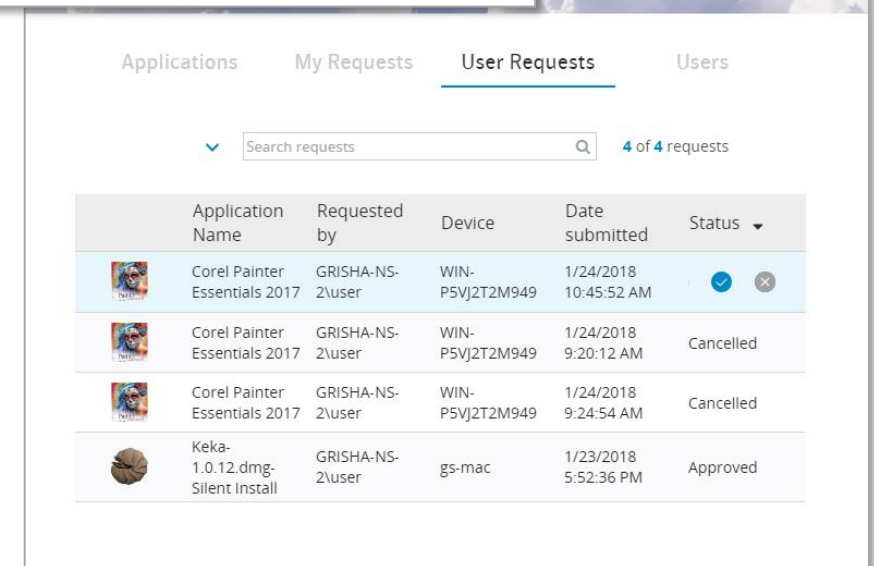 Applications My Requests User Requests Users
Search requests 4 of 4 requests
Application Name Requested by Device Date submitted Status
Corel Painter Essentials 2017 GRISHA-NS-2\user WIN-P5VJ2T2M949 1/24/2018 10:45:52 AM
Corel Painter Essentials 2017 GRISHA-NS-2\user WIN-P5VJ2T2M949 1/24/2018 9:20:12 AM Cancelled
Corel Painter Essentials 2017 GRISHA-NS-2\user WIN-P5VJ2T2M949 1/24/2018 9:24:54 AM Cancelled
Keka-1.0.12.dmg-Silent Install GRISHA-NS-2\user gs-mac 1/23/2018 5:52:36 PM Approved